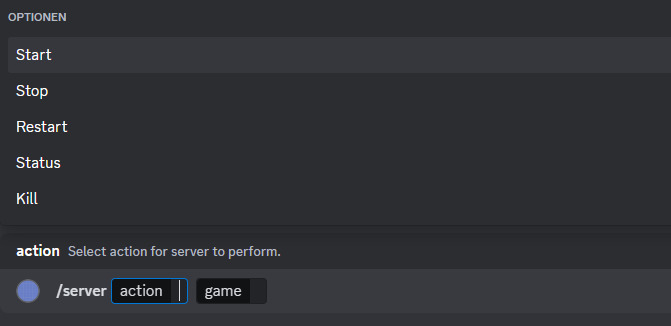 OPTIONEN
Start
Stop
Restart
Status
Kill
action Select action for server to perform.
/server action game